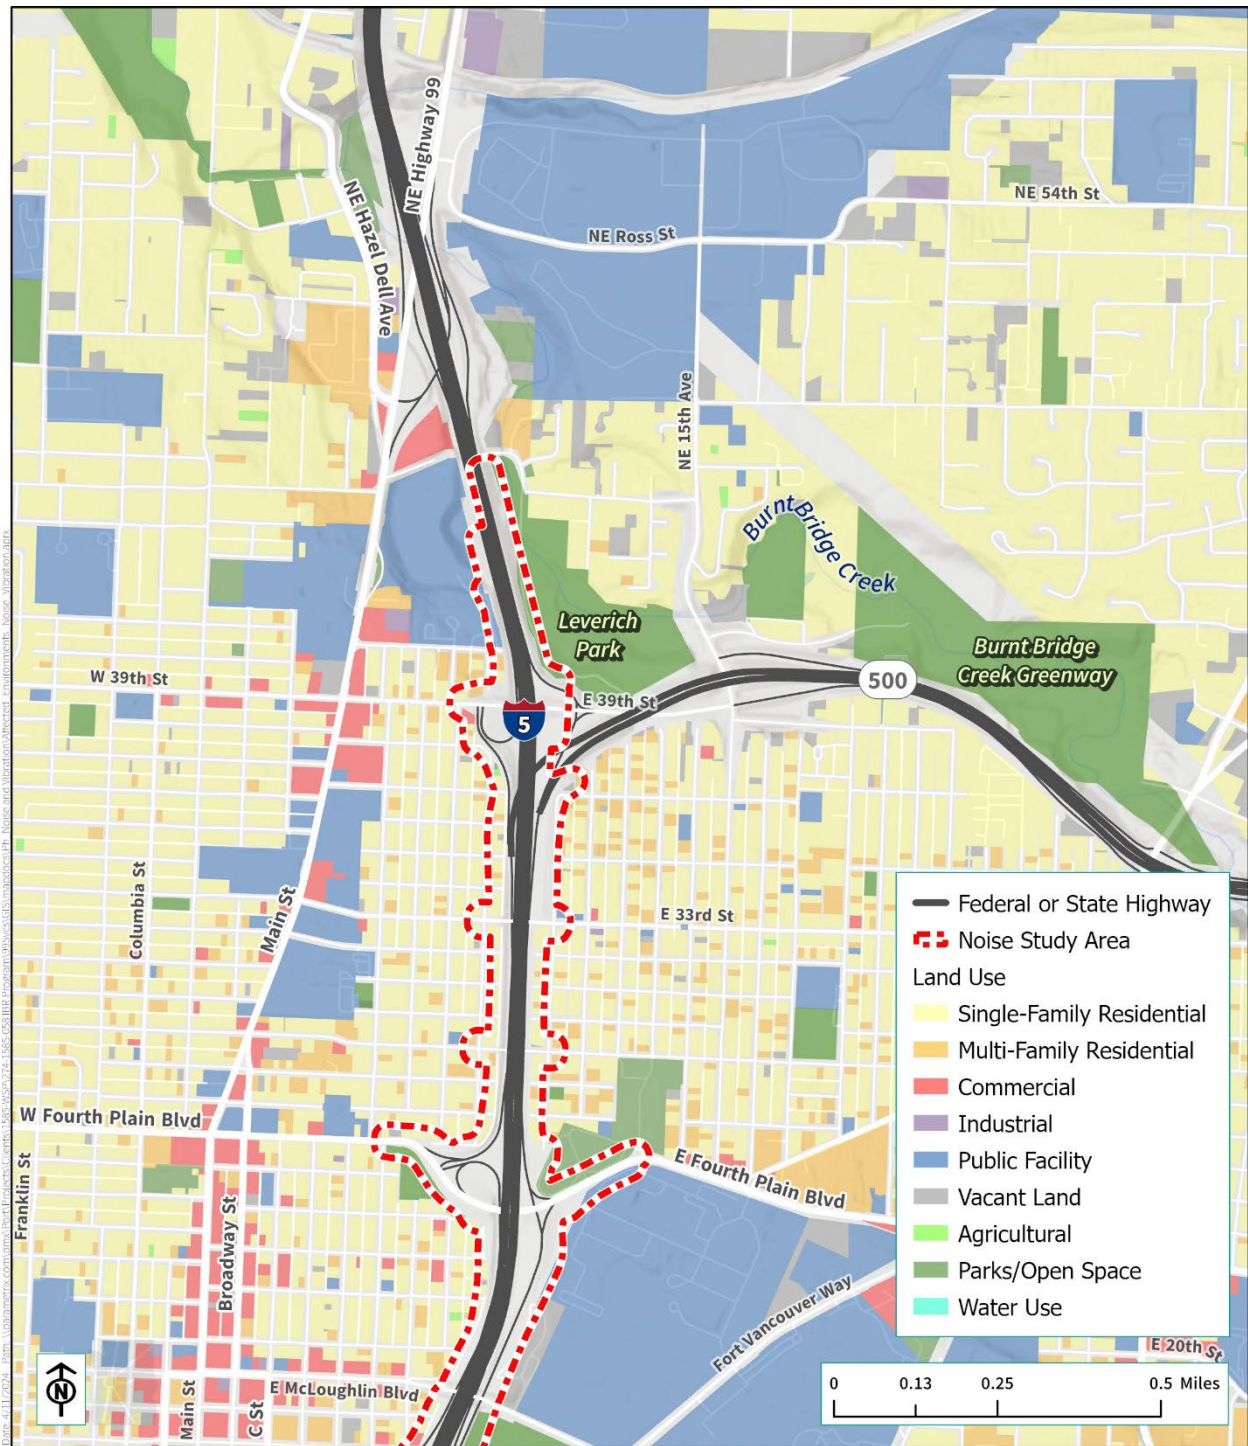 NE Highway 99
NE Hazel Dell Ave
NE 54th St
NE Ross St
NE 15th Ave
Burnt Bridge Creek
Leverich
Park
Burnt Bridge
Creek Greenway
W 39th St
E 39th St
500
5
Columbia St
Main St
E 33rd St
W Fourth Plain Blvd
E Fourth Plain Blvd
Franklin St
Broadway St
Fort Vancouver Way
E McLoughlin Blvd
Main St
C St
E 20th St
Federal or State Highway
Noise Study Area
Land Use
Single-Family Residential
Multi-Family Residential
Commercial
Industrial
Public Facility
Vacant Land
Agricultural
Parks/Open Space
Water Use
N
0 0.13 0.25 0.5 Miles
Date: 4/11/2024